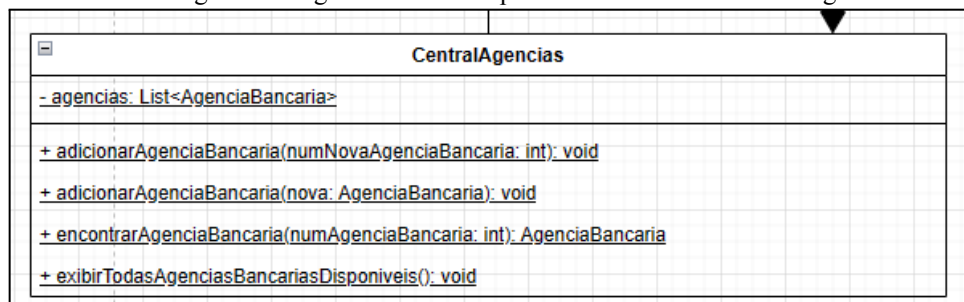 CentralAgencias
- agencias: List<AgenciaBancaria>
+ adicionarAgenciaBancaria(numNovaAgenciaBancaria: int): void
+ adicionarAgenciaBancaria(nova: AgenciaBancaria): void
+ encontrarAgenciaBancaria(numAgenciaBancaria: int): AgenciaBancaria
+ exibirTodasAgenciasBancariasDisponiveis(): void